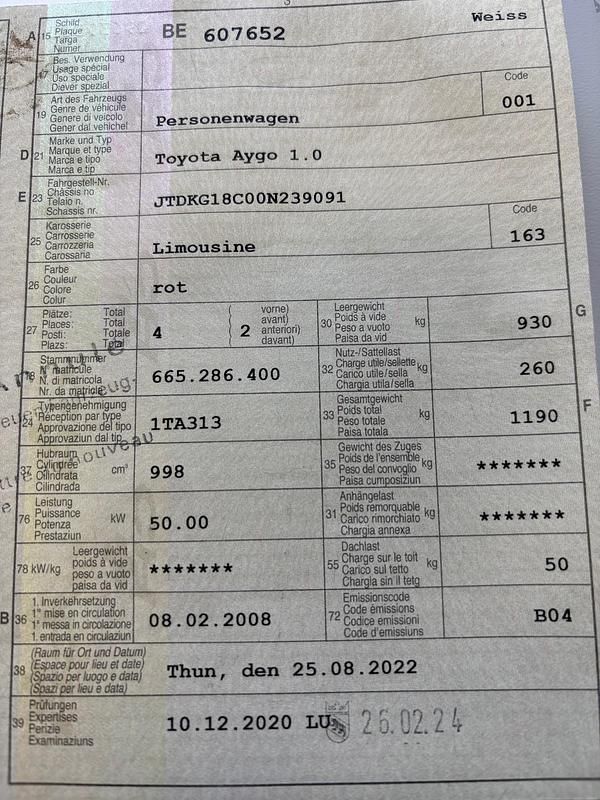 Weiss
A 15 Schild Plaque Targa Numer BE 607652
17 Bes. Verwendung
Usage spécial
Uso speciale
Diever spezial
19 Art des Fahrzeugs
Genre de véhicule
Genere di veicolo
Gener dal vehichel
Personenwagen
Code
001
D 21 Marke und Typ
Marque et type
Marca e tipo
Marca e tip
Toyota Aygo 1.0
E 23 Fahrgestell-Nr.
Châssis no
Telaio n.
Schassis nr.
JTDKG18C00N239091
25 Karosserie
Carrosserie
Carrozzeria
Carossaria
Limousine
Code
163
26 Farbe
Couleur
Colore
Colur
rot
27 Plätze: Total
Places: Total
Posti: Totale
Plazs: Total
4
2
vorne)
avant)
anteriori)
davant)
30 Leergewicht
Poids à vide
Peso a vuoto
Paisa da vid
kg
930
G
Stammnummer
N° matricule
Nr. di matricola
Nr. da matricla
665.286.400
32 Nutz-/Sattellast
Charge utile/sellette
Carico utile/sella
Chargia utila/sella
kg
260
24 Typengenehmigung
Réception par type
Approvazione del tipo
Approvaziun dal tip
1TA313
33 Gesamtgewicht
Poids total
Peso totale
Paisa totala
kg
1190
F
37 Hubraum
Cylindrée
Cilindrata
Cilindrada
cm³
998
35 Gewicht des Zuges
Poids de l'ensemble
Peso del convoglio
Paisa cumposiziun
kg
*******
76 Leistung
Puissance
Potenza
Prestaziun
kW
50.00
31 Anhängelast
Poids remorquable
Carico rimorchiato
Chargia annexa
kg
*******
78 kW/kg
Leergewicht
poids à vide
peso a vuoto
paisa da vid
*******
55 Dachlast
Charge sur le toit
Carico sul tetto
Chargia sin il tetg
kg
50
B 36 1. Inverkehrsetzung
1re mise en circulation
1a messa in circolazione
1. entrada en circulaziun
08.02.2008
72 Emissionscode
Code émissions
Codice emissioni
Code d'emissiuns
B04
38 (Raum für Ort und Datum)
(Espace pour lieu et date)
(Spazio per luogo e data)
(Spazi per lieu e data)
Thun, den 25.08.2022
39 Prüfungen
Expertises
Perizie
Examinaziuns
10.12.2020 LU
26.02.24
nouveau